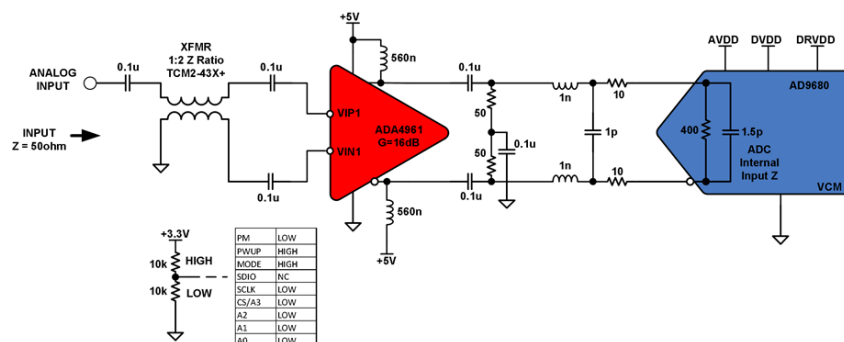 +5V
XFMR
1:2 Z Ratio
TCM2-43X+
0.1u
0.1u
ANALOG
INPUT
INPUT
Z = 50ohm
0.1u
560n
VIP1
VIN1
ADA4961
G=16dB
560n
+5V
0.1u
50
50
0.1u
0.1u
1n
1n
1p
10
10
AVDD
DVDD
DRVDD
AD9680
400
1.5p
ADC
Internal
Input Z
VCM
+3.3V
10k
HIGH
10k
LOW
PM LOW
PWUP HIGH
MODE HIGH
SDIO NC
SCLK LOW
CS/A3 LOW
A2 LOW
A1 LOW
A0 LOW